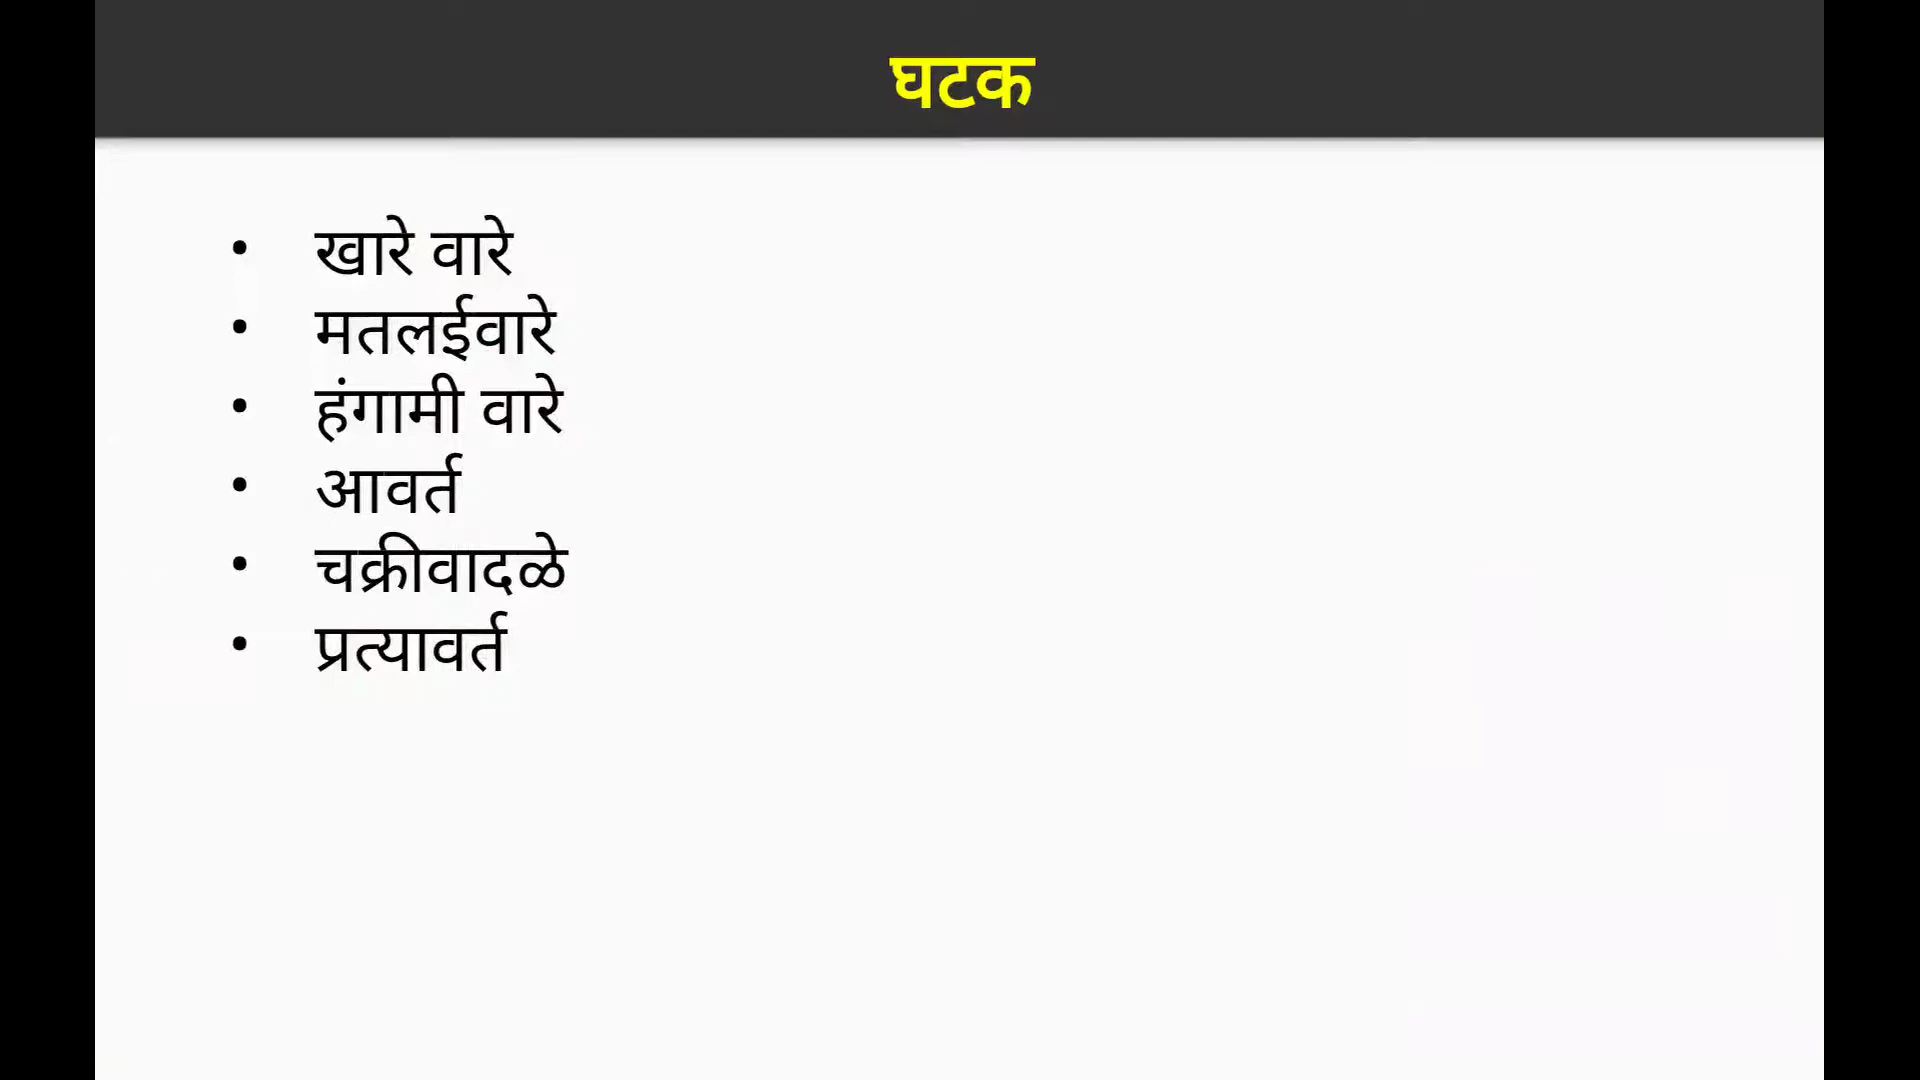 घटक
• खारे वारे
• मतलईवारे
• हंगामी वारे
• आवर्त
• चक्रीवादळे
• प्रत्यावर्त